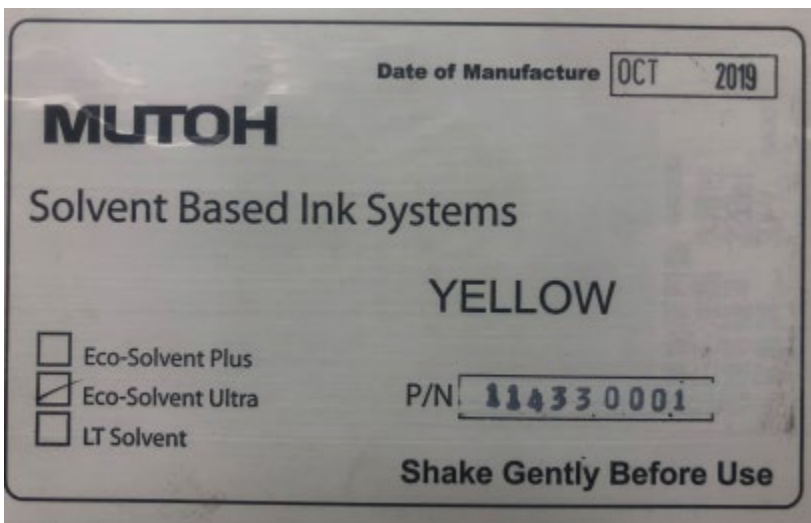 Date of Manufacture OCT 2019
MUTOH
Solvent Based Ink Systems
YELLOW
Eco-Solvent Plus
Eco-Solvent Ultra
P/N 114330001
LT Solvent
Shake Gently Before Use